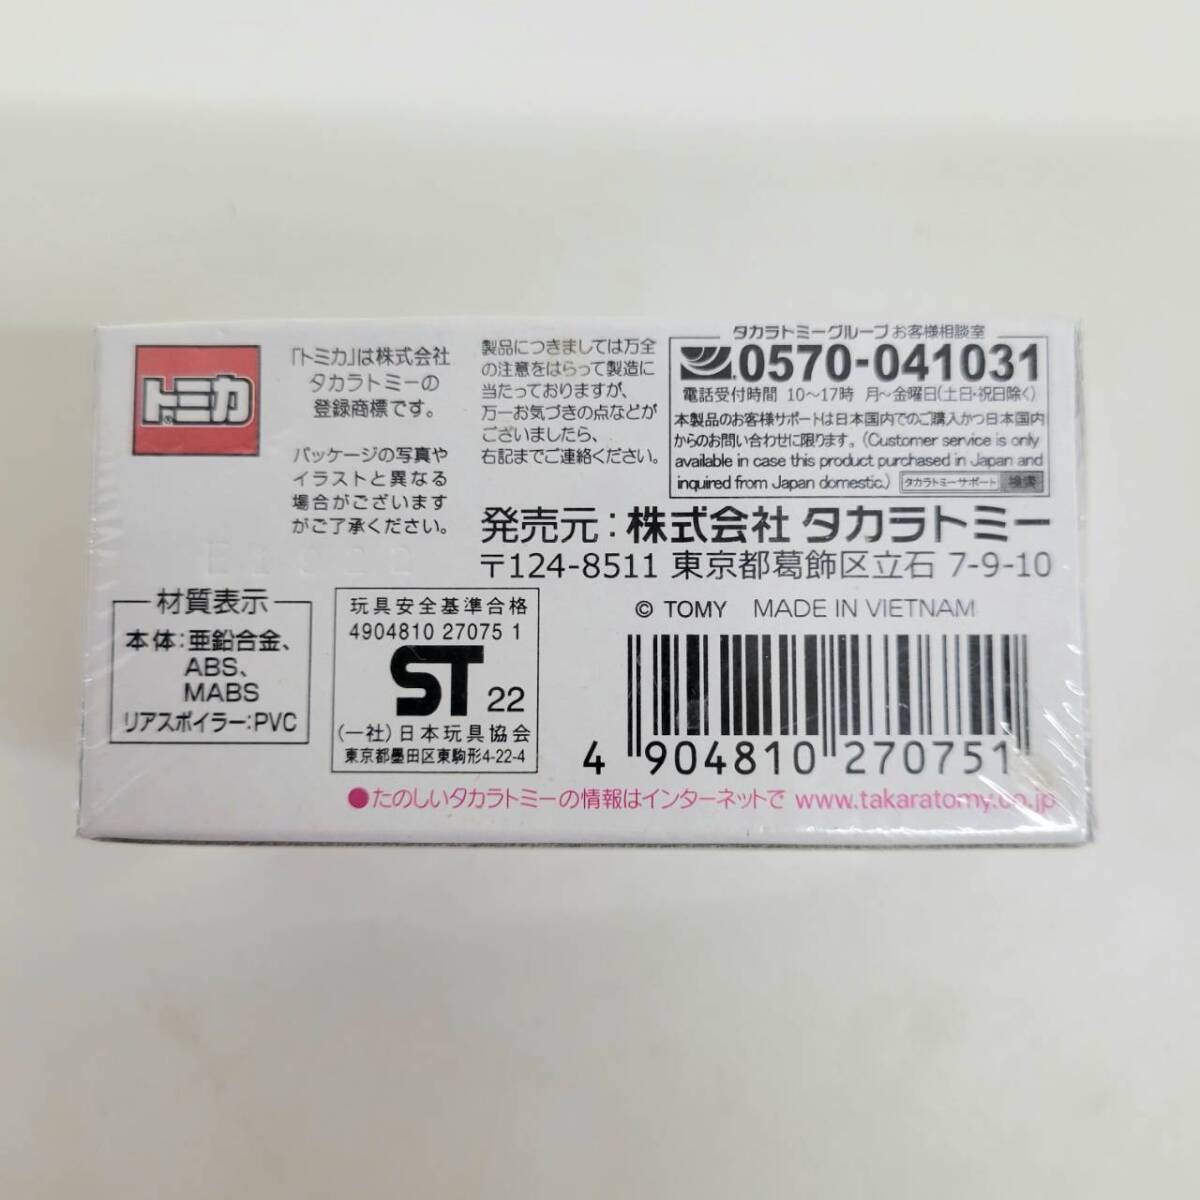 トミカ®
「トミカ」は株式会社
タカラトミーの
登録商標です。
パッケージの写真や
イラストと異なる
場合がございます
がご了承ください。
製品につきましては万全
の注意をはらって製造に
当たっておりますが、
万一お気づきの点などが
ございましたら、
右記までご連絡ください。
タカラトミーグループ お客様相談室
0570-041031
電話受付時間 10〜17時 月〜金曜日(土日・祝日除く)
本製品のお客様サポートは日本国内でのご購入かつ日本国内
からのお問い合わせに限ります。(Customer service is only
available in case this product purchased in Japan and
inquired from Japan domestic.) タカラトミーサポート 検索
発売元:株式会社 タカラトミー
〒124-8511 東京都葛飾区立石 7-9-10
© TOMY MADE IN VIETNAM
材質表示
本体:亜鉛合金、
ABS、
MABS
リアスポイラー:PVC
玩具安全基準合格
4904810 27075 1
ST 22
(一社)日本玩具協会
東京都墨田区東駒形4-22-4
4 904810 270751
●たのしいタカラトミーの情報はインターネットで www.takaratomy.co.jp